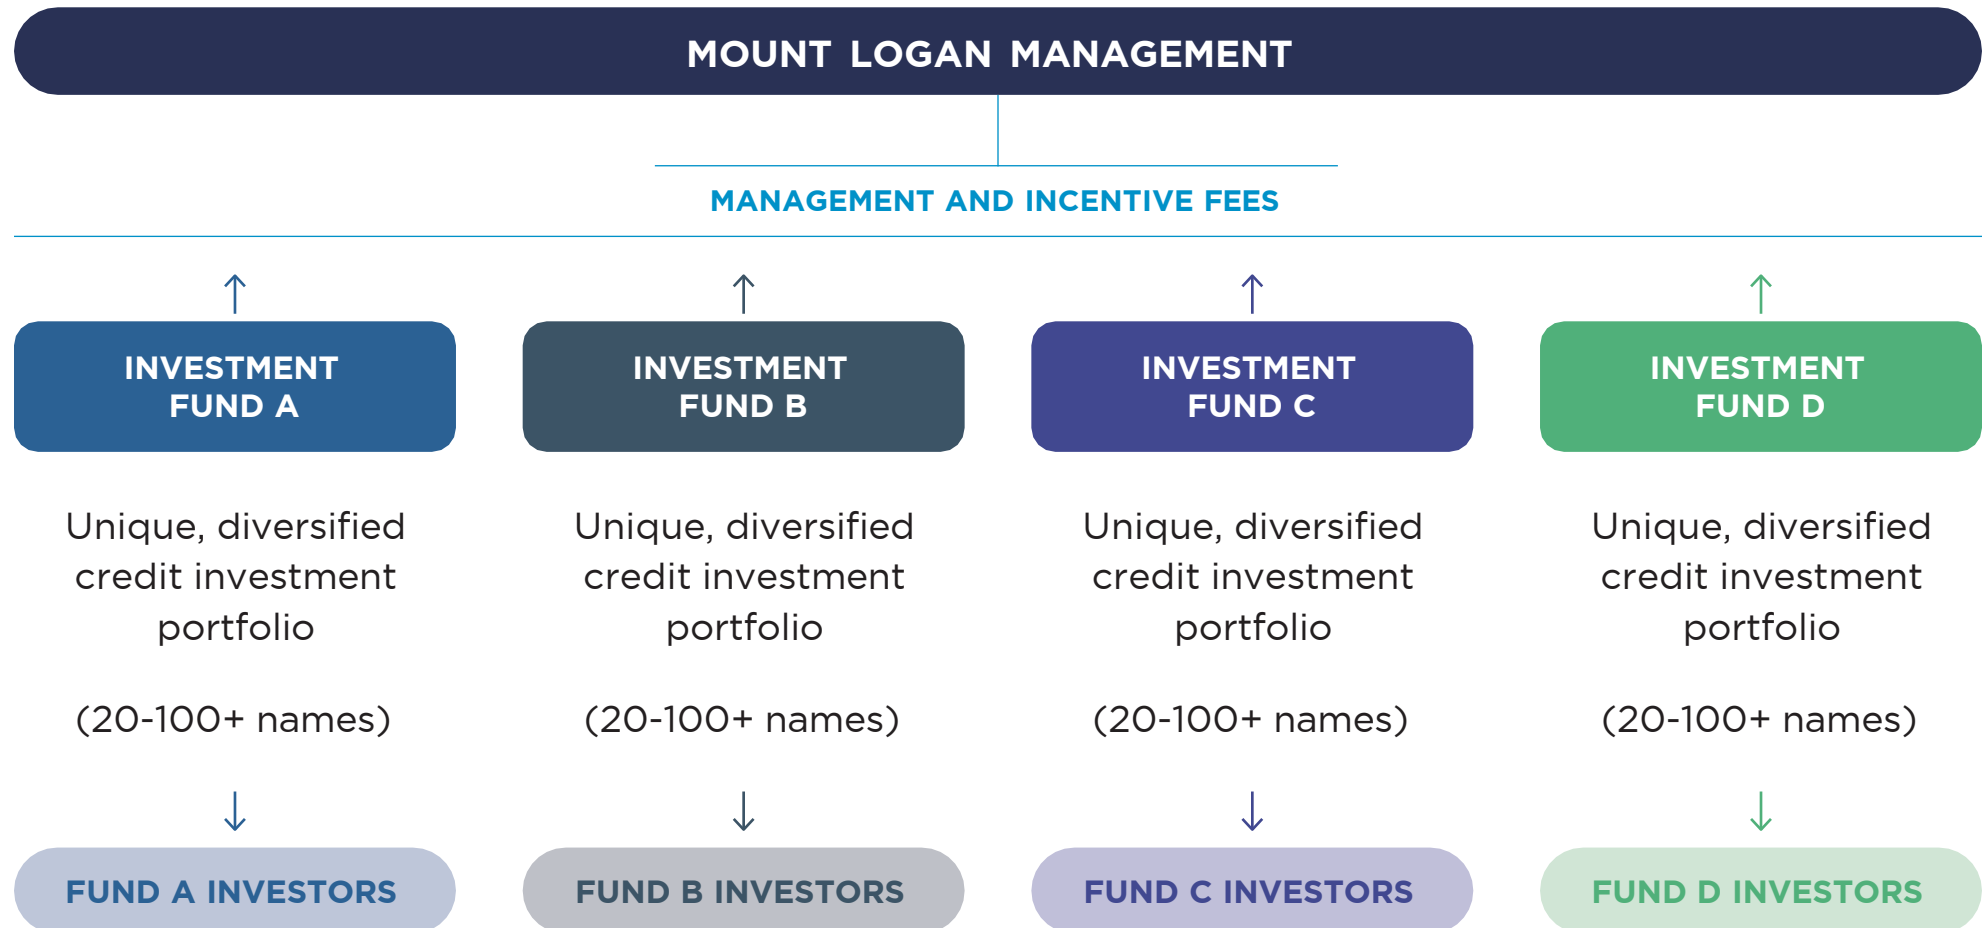 MOUNT LOGAN MANAGEMENT
MANAGEMENT AND INCENTIVE FEES
INVESTMENT
FUND A
Unique, diversified
credit investment
portfolio
(20-100+ names)
FUND A INVESTORS
INVESTMENT
FUND B
Unique, diversified
credit investment
portfolio
(20-100+ names)
FUND B INVESTORS
INVESTMENT
FUND C
Unique, diversified
credit investment
portfolio
(20-100+ names)
FUND C INVESTORS
INVESTMENT
FUND D
Unique, diversified
credit investment
portfolio
(20-100+ names)
FUND D INVESTORS